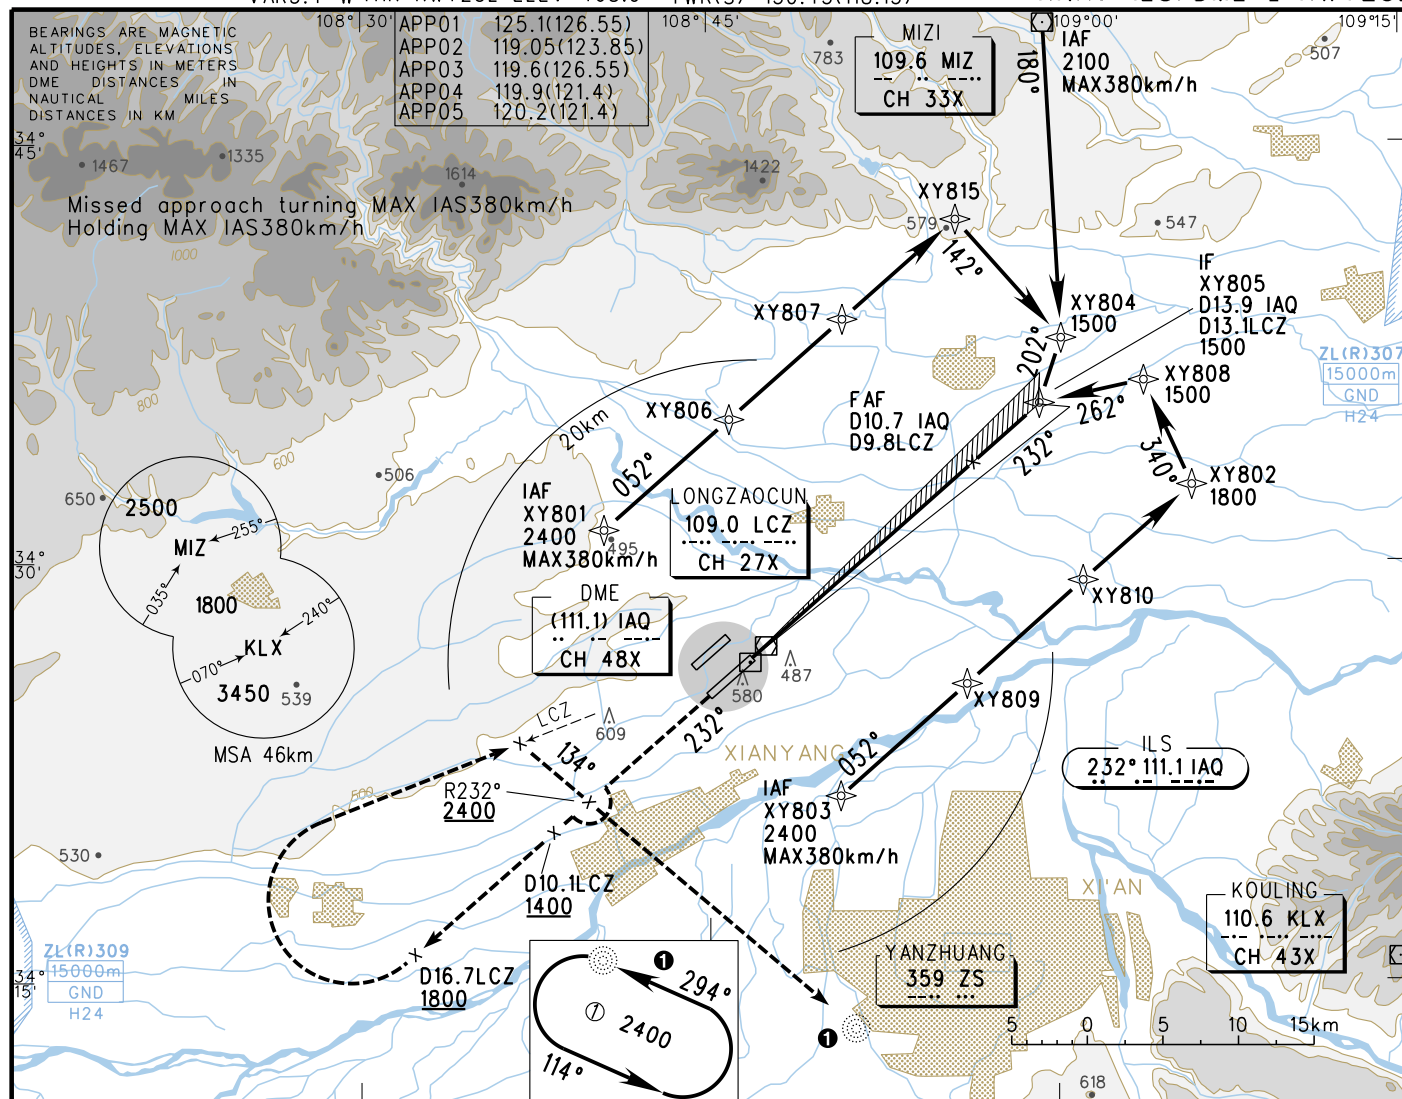 108°30'
108°45'
109°00'
109°15'
BEARINGS ARE MAGNETIC
ALTITUDES, ELEVATIONS
AND HEIGHTS IN METERS
DME DISTANCES IN
NAUTICAL MILES
DISTANCES IN KM
APP01 125.1(126.55)
APP02 119.05(123.85)
APP03 119.6(126.55)
APP04 119.9(121.4)
APP05 120.2(121.4)
783
MIZI
109.6 MIZ
CH 33X
180°
IAF
2100
MAX380km/h
507
34°
45'
1467
1335
1614
1422
Missed approach turning MAX IAS380km/h
Holding MAX IAS380km/h
1000
XY815
579
547
142°
IF
XY805
D13.9 IAQ
D13.1LCZ
1500
XY807
XY804
1500
202°
ZL(R)307
15000m
GND
H24
XY808
1500
262°
800
XY806
20km
FAF
D10.7 IAQ
D9.8LCZ
232°
340°
600
506
052°
XY802
1800
650
2500
255°
MIZ
035°
1800
240°
KLX
070°
3450
539
MSA 46km
IAF
XY801
2400
MAX380km/h
495
LONGZAOCUN
109.0 LCZ
CH 27X
34°
30'
DME
(111.1) IAQ
CH 48X
XY810
487
580
XY809
LCZ
609
232°
134°
XIANYANG
052°
ILS
232° 111.1 IAQ
R232°
2400
500
IAF
XY803
2400
MAX380km/h
530
D10.1LCZ
1400
XI'AN
KOULING
110.6 KLX
CH 43X
ZL(R)309
15000m
GND
H24
34°
15'
D16.7LCZ
1800
YANZHUANG
359 ZS
1
294°
1
2400
114°
1
5 0 5 10 15km
618